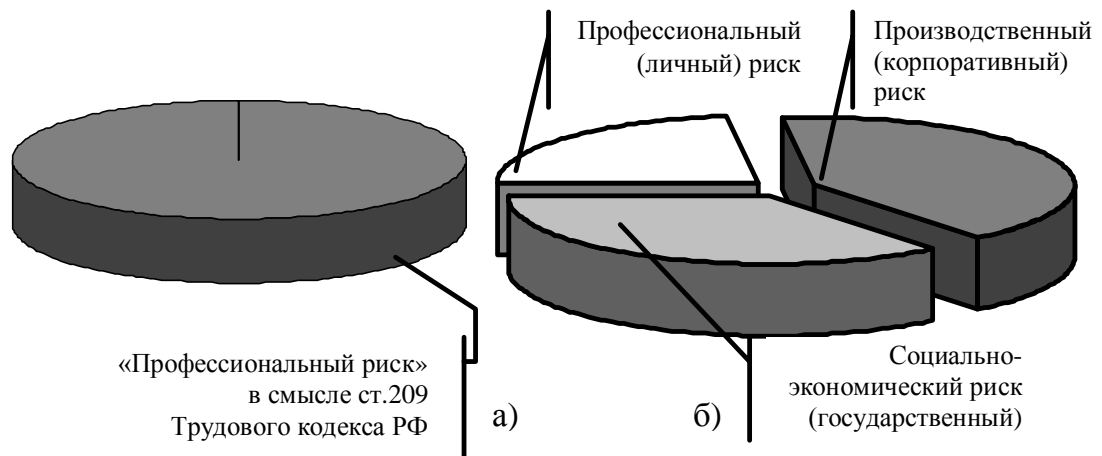 Профессиональный
(личный) риск
Производственный
(корпоративный)
риск
«Профессиональный риск»
в смысле ст.209
Трудового кодекса РФ
а)
б)
Социально-
экономический риск
(государственный)